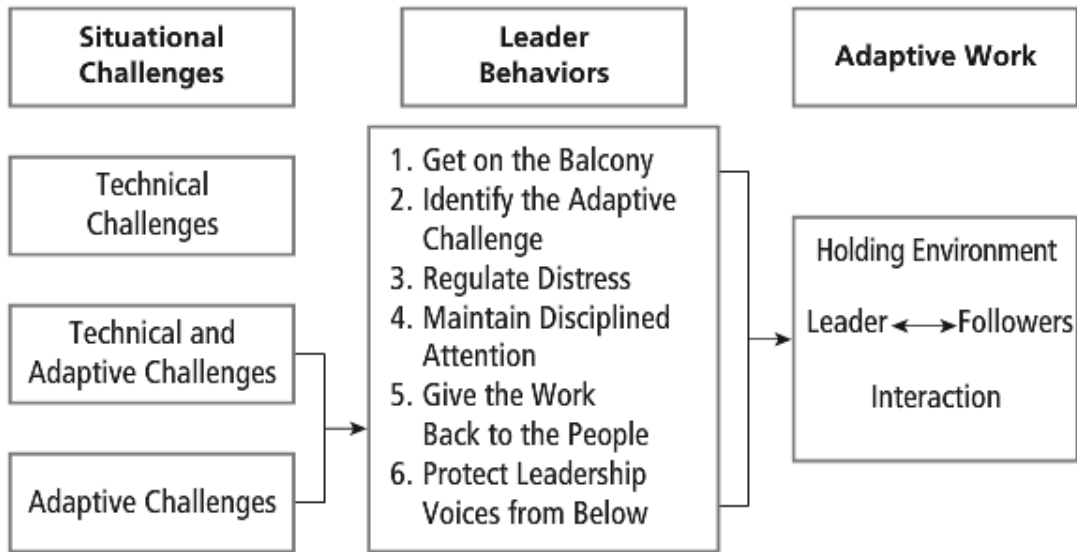 Situational
Challenges
Leader
Behaviors
Adaptive Work
Technical
Challenges
Technical and
Adaptive Challenges
Adaptive Challenges
1. Get on the Balcony
2. Identify the Adaptive
Challenge
3. Regulate Distress
4. Maintain Disciplined
Attention
5. Give the Work
Back to the People
6. Protect Leadership
Voices from Below
Holding Environment
Leader Followers
Interaction